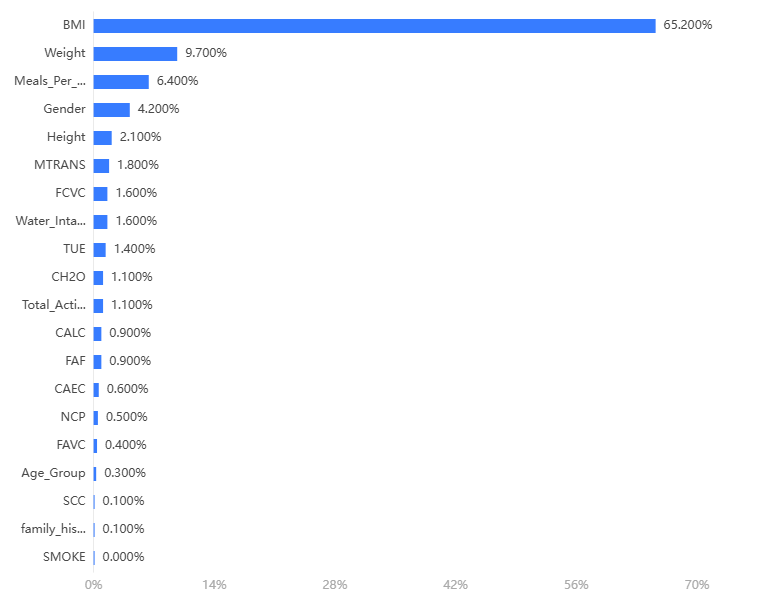 BMI 65.200%
Weight 9.700%
Meals_Per_... 6.400%
Gender 4.200%
Height 2.100%
MTRANS 1.800%
FCVC 1.600%
Water_Inta... 1.600%
TUE 1.400%
CH2O 1.100%
Total_Acti... 1.100%
CALC 0.900%
FAF 0.900%
CAEC 0.600%
NCP 0.500%
FAVC 0.400%
Age_Group 0.300%
SCC 0.100%
family_his... 0.100%
SMOKE 0.000%
0% 14% 28% 42% 56% 70%